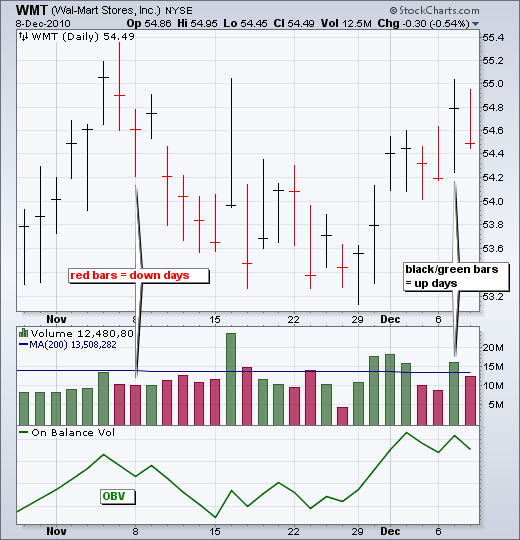 WMT (Wal-Mart Stores, Inc.) NYSE
© StockCharts.com
8-Dec-2010 Op 54.86 Hi 54.95 Lo 54.45 Cl 54.49 Vol 12.5M Chg -0.30 (-0.54%)
WMT (Daily) 54.49
55.4
55.0
54.8
54.6
54.4
54.2
54.0
53.8
53.6
53.2
red bars = down days
black/green bars
= up days
Nov 8 15 22 29 Dec 6
Volume 12,480,80
MA(200) 13,508,282
20M
15M
10M
5M
On Balance Vol
OBV
Nov 8 15 22 29 Dec 6